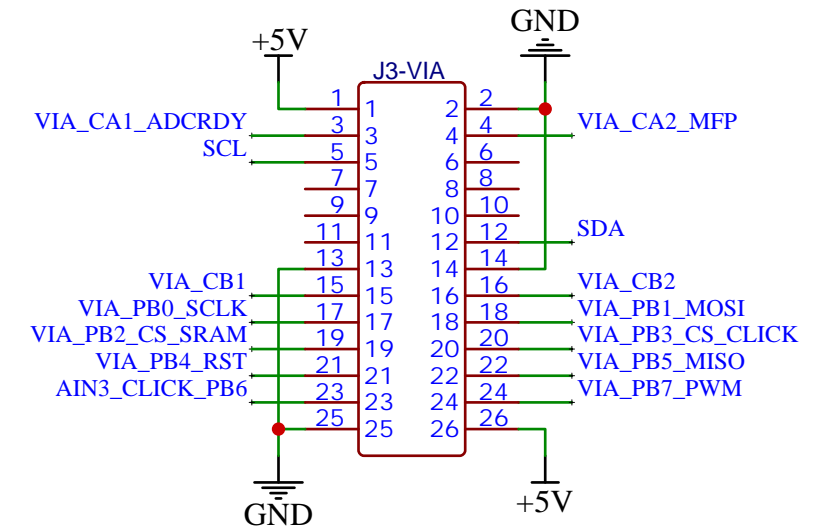 GND
+5V
J3-VIA
1 1 2 2
VIA_CA1_ADCRDY 3 3 4 4 VIA_CA2_MFP
SCL 5 5 6 6
7 7 8 8
9 9 10 10
11 11 12 12 SDA
13 13 14 14
VIA_CB1 15 15 16 16 VIA_CB2
VIA_PB0_SCLK 17 17 18 18 VIA_PB1_MOSI
VIA_PB2_CS_SRAM 19 19 20 20 VIA_PB3_CS_CLICK
VIA_PB4_RST 21 21 22 22 VIA_PB5_MISO
AIN3_CLICK_PB6 23 23 24 24 VIA_PB7_PWM
25 25 26 26
+5V
GND